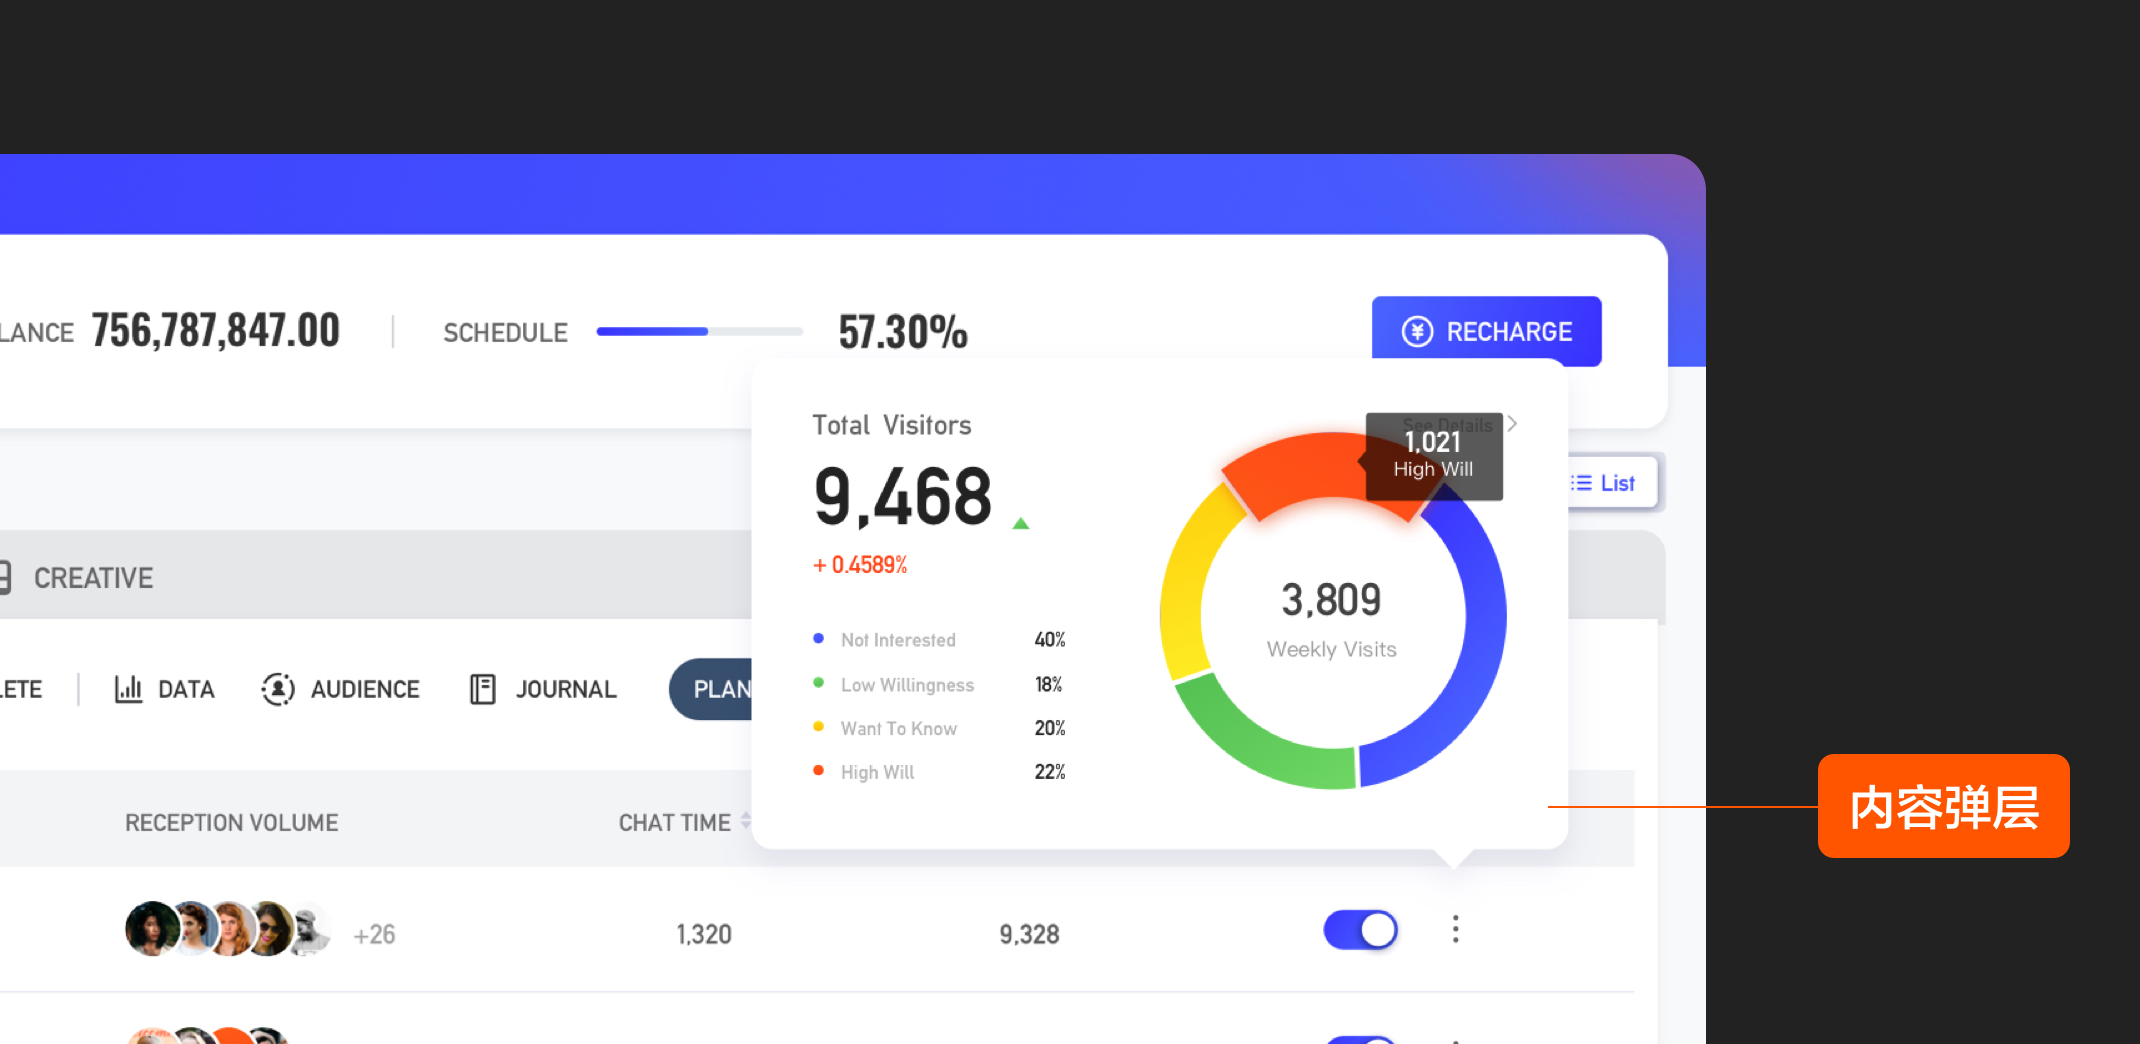 LANCE 756,787,847.00
SCHEDULE 57.30%
RECHARGE
Total Visitors
See Details
1,021
High Will
9,468
+ 0.4589%
List
CREATIVE
3,809
Weekly Visits
Not Interested 40%
Low Willingness 18%
Want To Know 20%
High Will 22%
LETE
DATA
AUDIENCE
JOURNAL
PLAN
RECEPTION VOLUME
CHAT TIME
内容弹层
+26
1,320
9,328